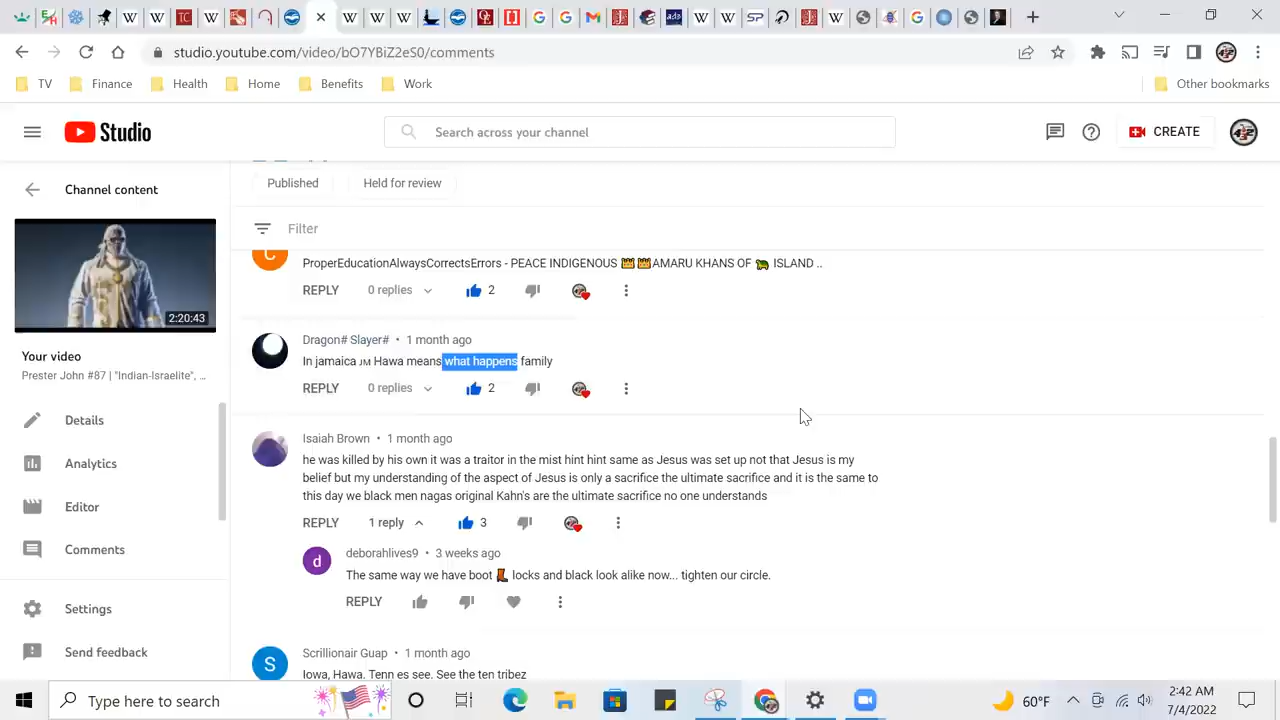 studio.youtube.com/video/bO7YBiZ2eS0/comments
TV Finance Health Home Benefits Work Other bookmarks
Studio
Search across your channel
CREATE
Channel content
Published Held for review
Filter
2:20:43
Your video
Prester John #87 | "Indian-Israelite", ...
Details
Analytics
Editor
Comments
Settings
Send feedback
C
ProperEducationAlwaysCorrectsErrors - PEACE INDIGENOUS 👑👑AMARU KHANS OF 🐢 ISLAND ..
REPLY 0 replies 2
Dragon# Slayer# • 1 month ago
In jamaica JM Hawa means what happens family
REPLY 0 replies 2
Isaiah Brown • 1 month ago
he was killed by his own it was a traitor in the mist hint hint same as Jesus was set up not that Jesus is my
belief but my understanding of the aspect of Jesus is only a sacrifice the ultimate sacrifice and it is the same to
this day we black men nagas original Kahn's are the ultimate sacrifice no one understands
REPLY 1 reply 3
d
deborahlives9 • 3 weeks ago
The same way we have boot 👢 locks and black look alike now... tighten our circle.
REPLY
S
Scrillionair Guap • 1 month ago
Iowa, Hawa. Tenn es see. See the ten tribez
Type here to search
60°F
2:42 AM
7/4/2022